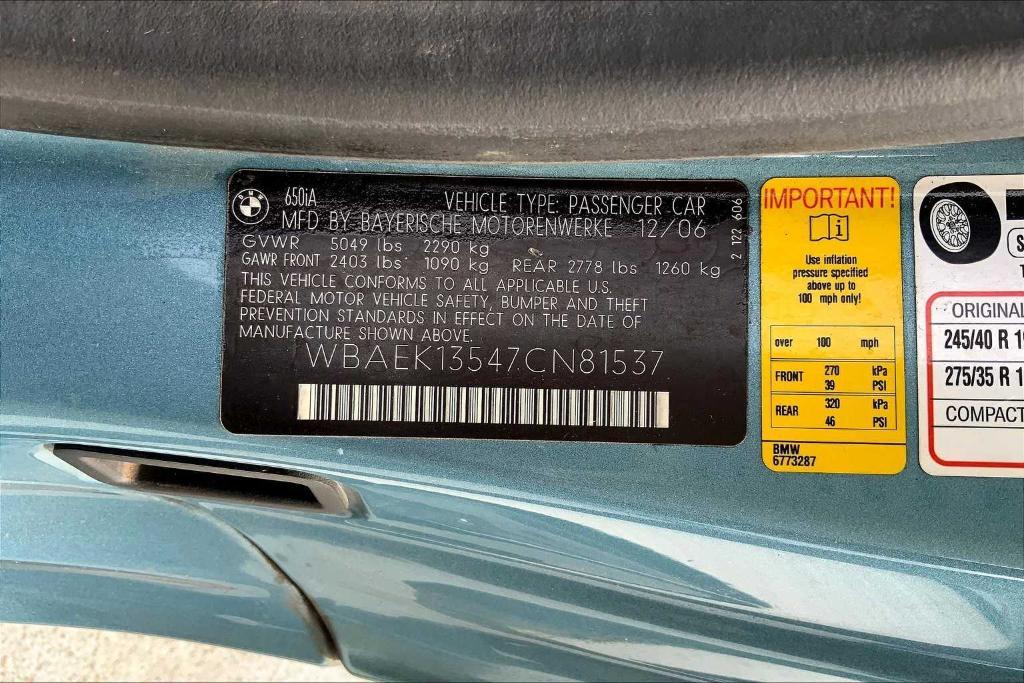 BMW
650iA VEHICLE TYPE: PASSENGER CAR
MFD BY BAYERISCHE MOTORENWERKE 12/06
GVWR 5049 lbs 2290 kg
GAWR FRONT 2403 lbs 1090 kg REAR 2778 lbs 1260 kg
THIS VEHICLE CONFORMS TO ALL APPLICABLE U.S.
FEDERAL MOTOR VEHICLE SAFETY, BUMPER AND THEFT
PREVENTION STANDARDS IN EFFECT ON THE DATE OF
MANUFACTURE SHOWN ABOVE.
WBAEK13547CN81537
2 122 606
IMPORTANT!
i
Use inflation
pressure specified
above up to
100 mph only!
over 100 mph
FRONT 270 kPa
39 PSI
REAR 320 kPa
46 PSI
BMW
6773287
S
T
ORIGINAL
245/40 R 1
275/35 R 1
COMPACT